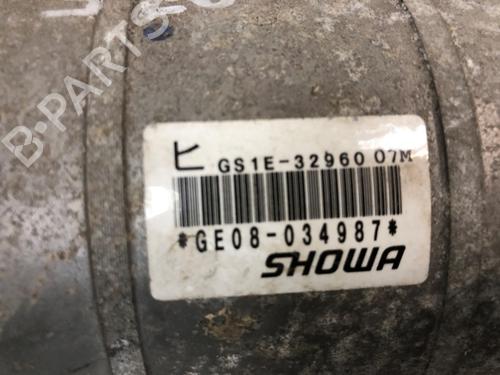 B-PARTS
ヒ GS1E-32960 07M
*GE08-034987*
SHOWA